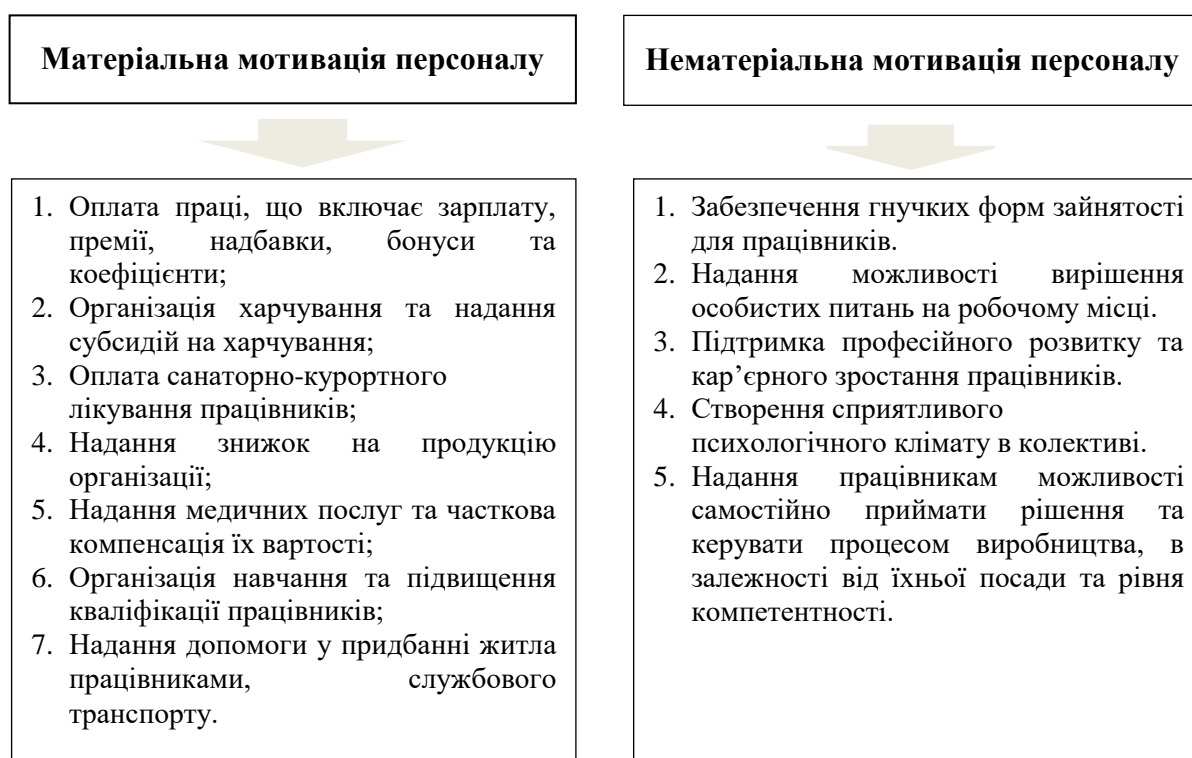 Матеріальна мотивація персоналу
1. Оплата праці, що включає зарплату,
премії, надбавки, бонуси та
коефіцієнти;
2. Організація харчування та надання
субсидій на харчування;
3. Оплата санаторно-курортного
лікування працівників;
4. Надання знижок на продукцію
організації;
5. Надання медичних послуг та часткова
компенсація їх вартості;
6. Організація навчання та підвищення
кваліфікації працівників;
7. Надання допомоги у придбанні житла
працівниками, службового
транспорту.
Нематеріальна мотивація персоналу
1. Забезпечення гнучких форм зайнятості
для працівників.
2. Надання можливості вирішення
особистих питань на робочому місці.
3. Підтримка професійного розвитку та
кар’єрного зростання працівників.
4. Створення сприятливого
психологічного клімату в колективі.
5. Надання працівникам можливості
самостійно приймати рішення та
керувати процесом виробництва, в
залежності від їхньої посади та рівня
компетентності.